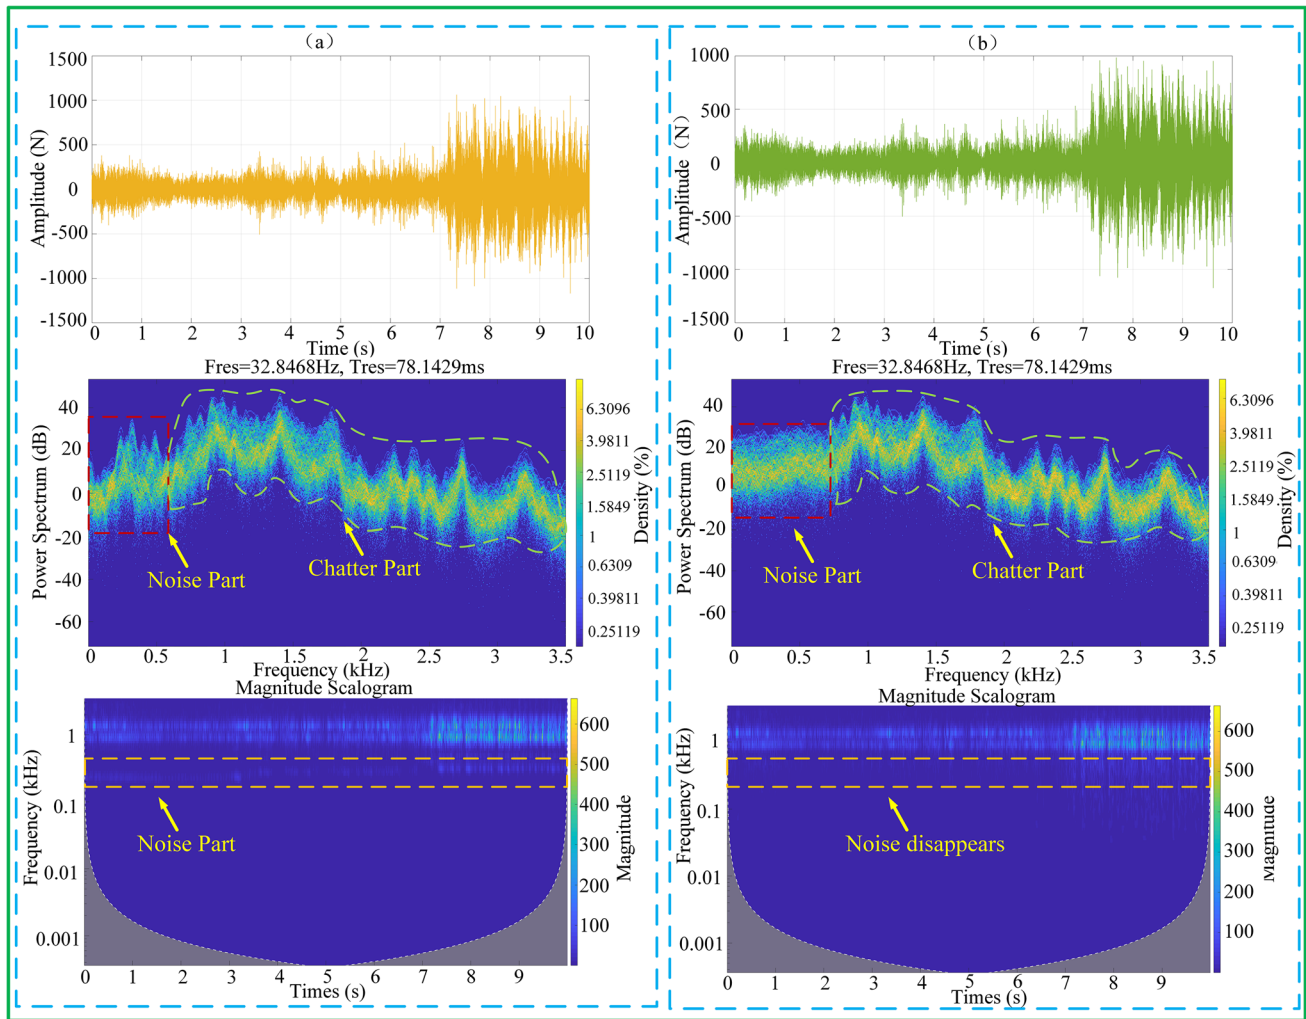 (a)
1500
1000
500
0
-500
-1000
-1500
Amplitude (N)
0 1 2 3 4 5 6 7 8 9 10
Time (s)
Fres=32.8468Hz, Tres=78.1429ms
40
20
0
-20
-40
-60
Power Spectrum (dB)
Noise Part
Chatter Part
6.3096
3.9811
2.5119
1.5849
1
0.6309
0.39811
0.25119
Density (%)
0 0.5 1 1.5 2 2.5 3 3.5
Frequency (kHz)
Magnitude Scalogram
1
0.1
0.01
0.001
Frequency (kHz)
Noise Part
600
500
400
300
200
100
Magnitude
0 1 2 3 4 5 6 7 8 9
Times (s)
(b)
1000
500
0
-500
-1000
-1500
Amplitude (N)
0 1 2 3 4 5 6 7 8 9 10
Time (s)
Fres=32.8468Hz, Tres=78.1429ms
40
20
0
-20
-40
-60
Power Spectrum (dB)
Noise Part
Chatter Part
6.3096
3.9811
2.5119
1.5849
1
0.6309
0.39811
0.25119
Density (%)
0 0.5 1 1.5 2 2.5 3 3.5
Frequency (kHz)
Magnitude Scalogram
1
0.1
0.01
0.001
Frequency (kHz)
Noise disappears
600
500
400
300
200
100
Magnitude
0 1 2 3 4 5 6 7 8 9
Times (s)